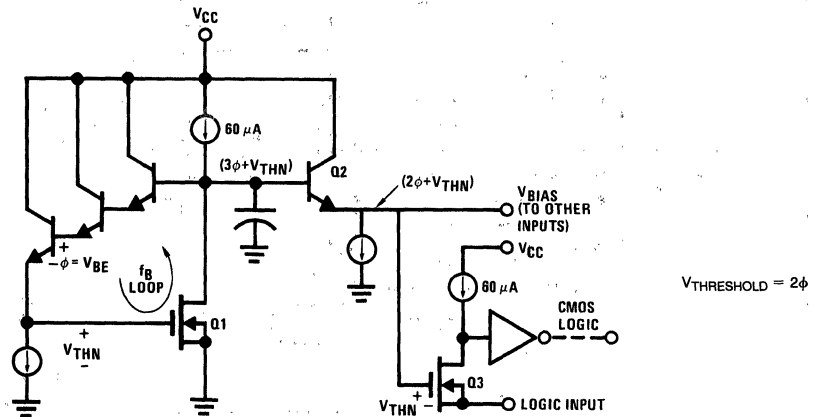 VCC
60 μA
(3ϕ+VTHN)
Q2
(2ϕ+VTHN)
VBIAS
(TO OTHER
INPUTS)
VCC
+
-ϕ = VBE
fB
LOOP
60 μA
VTHRESHOLD = 2ϕ
CMOS
LOGIC
Q1
+
VTHN
-
Q3
+
VTHN -
LOGIC INPUT